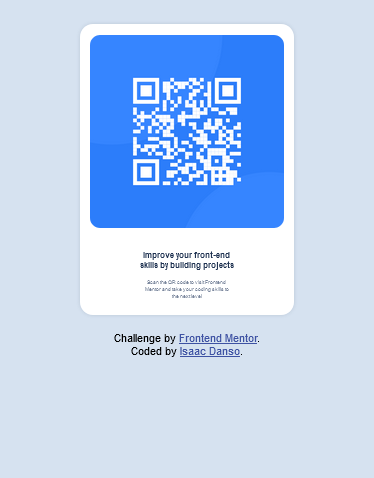 Improve your front-end
skills by building projects
Scan the QR code to visit Frontend
Mentor and take your coding skills to
the next level
Challenge by Frontend Mentor.
Coded by Isaac Danso.